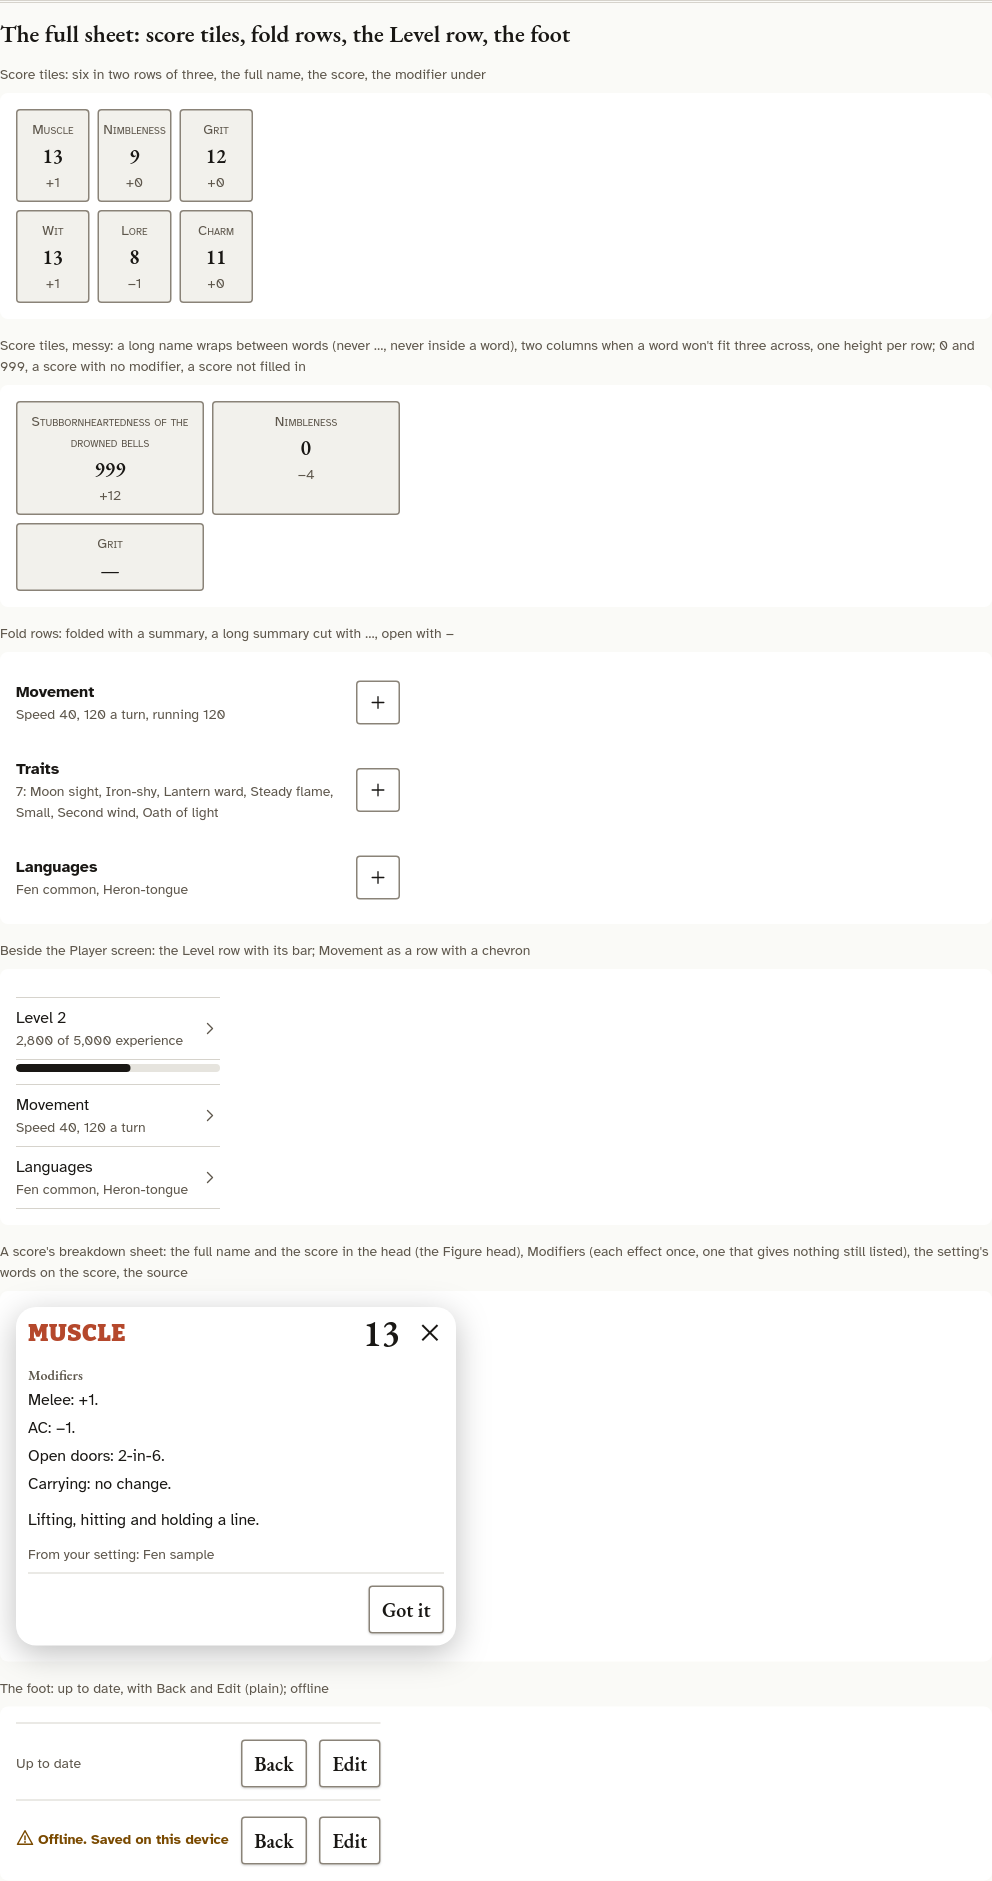 The full sheet: score tiles, fold rows, the Level row, the foot
Score tiles: six in two rows of three, the full name, the score, the modifier under
Muscle Nimbleness Grit
13 9 12
+1 +0 +0
Wit Lore Charm
13 8 11
+1 −1 +0
Score tiles, messy: a long name wraps between words (never …, never inside a word), two columns when a word won't fit three across, one height per row; 0 and
999, a score with no modifier, a score not filled in
Stubbornheartedness of the
drowned bells
999
+12
Nimbleness
0
−4
Grit
—
Fold rows: folded with a summary, a long summary cut with …, open with −
Movement
Speed 40, 120 a turn, running 120
+
Traits
7: Moon sight, Iron-shy, Lantern ward, Steady flame,
Small, Second wind, Oath of light
+
Languages
Fen common, Heron-tongue
+
Beside the Player screen: the Level row with its bar; Movement as a row with a chevron
Level 2
2,800 of 5,000 experience
Movement
Speed 40, 120 a turn
Languages
Fen common, Heron-tongue
A score's breakdown sheet: the full name and the score in the head (the Figure head), Modifiers (each effect once, one that gives nothing still listed), the setting's
words on the score, the source
MUSCLE 13
Modifiers
Melee: +1.
AC: −1.
Open doors: 2-in-6.
Carrying: no change.
Lifting, hitting and holding a line.
From your setting: Fen sample
Got it
The foot: up to date, with Back and Edit (plain); offline
Up to date Back Edit
Offline. Saved on this device Back Edit